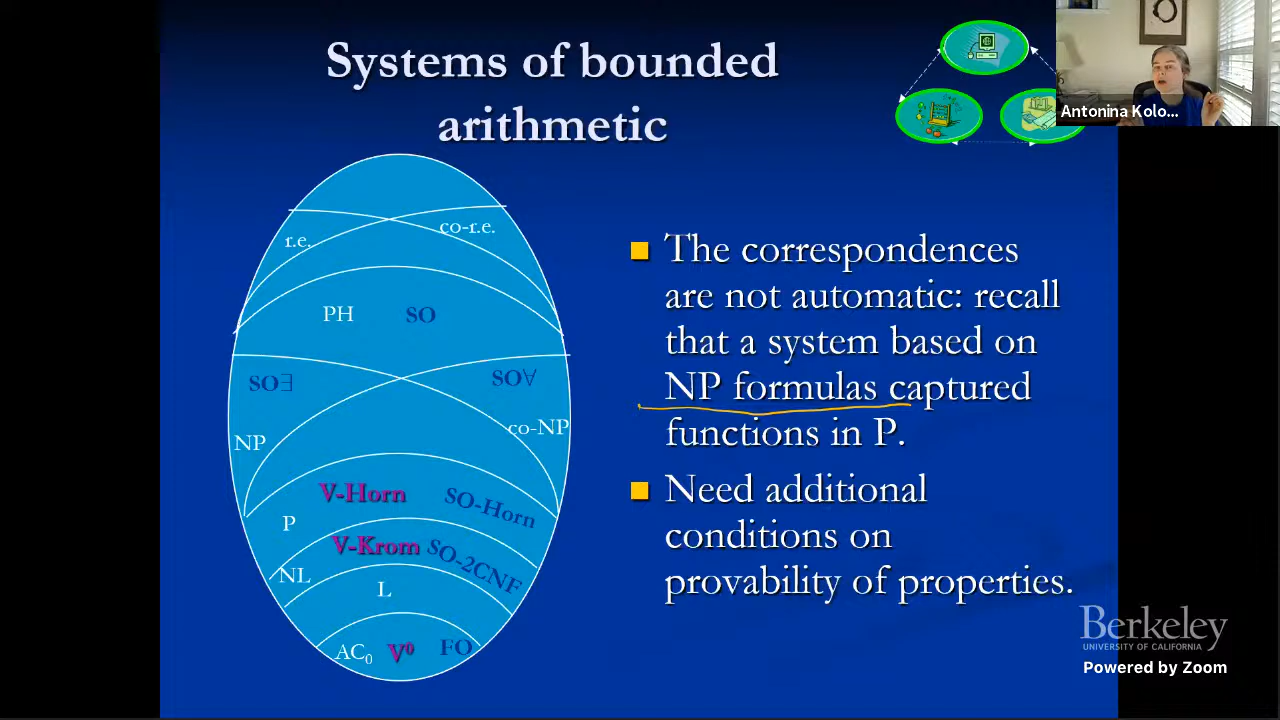 Systems of bounded
arithmetic
Antonina Kolo...
r.e.
co-r.e.
PH SO
SO∃
SO∀
NP
co-NP
V-Horn
SO-Horn
P
V-Krom
SO-2CNF
NL
L
AC₀ V⁰ FO
The correspondences
are not automatic: recall
that a system based on
NP formulas captured
functions in P.
Need additional
conditions on
provability of properties.
Berkeley
UNIVERSITY OF CALIFORNIA
Powered by Zoom